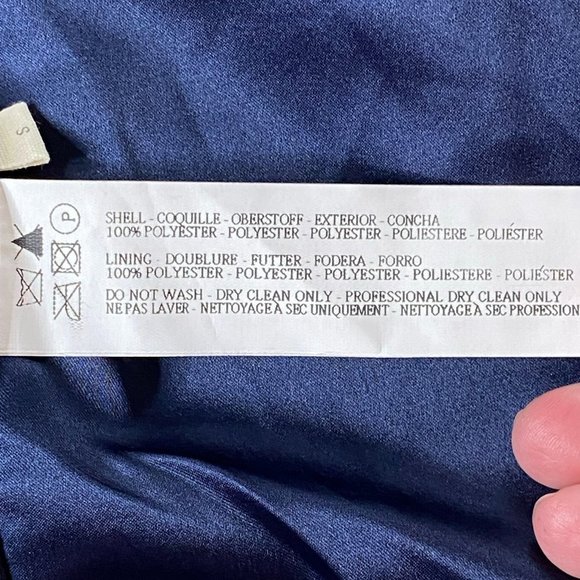 S
P
SHELL - COQUILLE - OBERSTOFF - EXTERIOR - CONCHA
100% POLYESTER - POLYESTER - POLYESTER - POLIESTERE - POLIÉSTER
LINING - DOUBLURE - FUTTER - FODERA - FORRO
100% POLYESTER - POLYESTER - POLYESTER - POLIESTERE - POLIÉSTER
DO NOT WASH - DRY CLEAN ONLY - PROFESSIONAL DRY CLEAN ONLY
NE PAS LAVER - NETTOYAGE À SEC UNIQUEMENT - NETTOYAGE À SEC PROFESSION